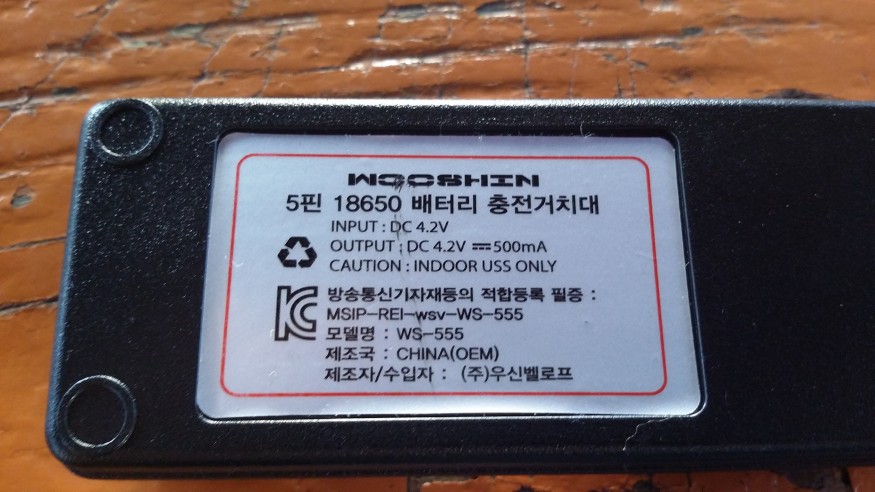 WOOSHIN
5핀 18650 배터리 충전거치대
INPUT : DC 4.2V
OUTPUT : DC 4.2V ⎓500mA
CAUTION : INDOOR USS ONLY
방송통신기자재등의 적합등록 필증 :
MSIP-REI-wsv-WS-555
모델명 : WS-555
제조국 : CHINA(OEM)
제조자/수입자 : (주)우신벨로프